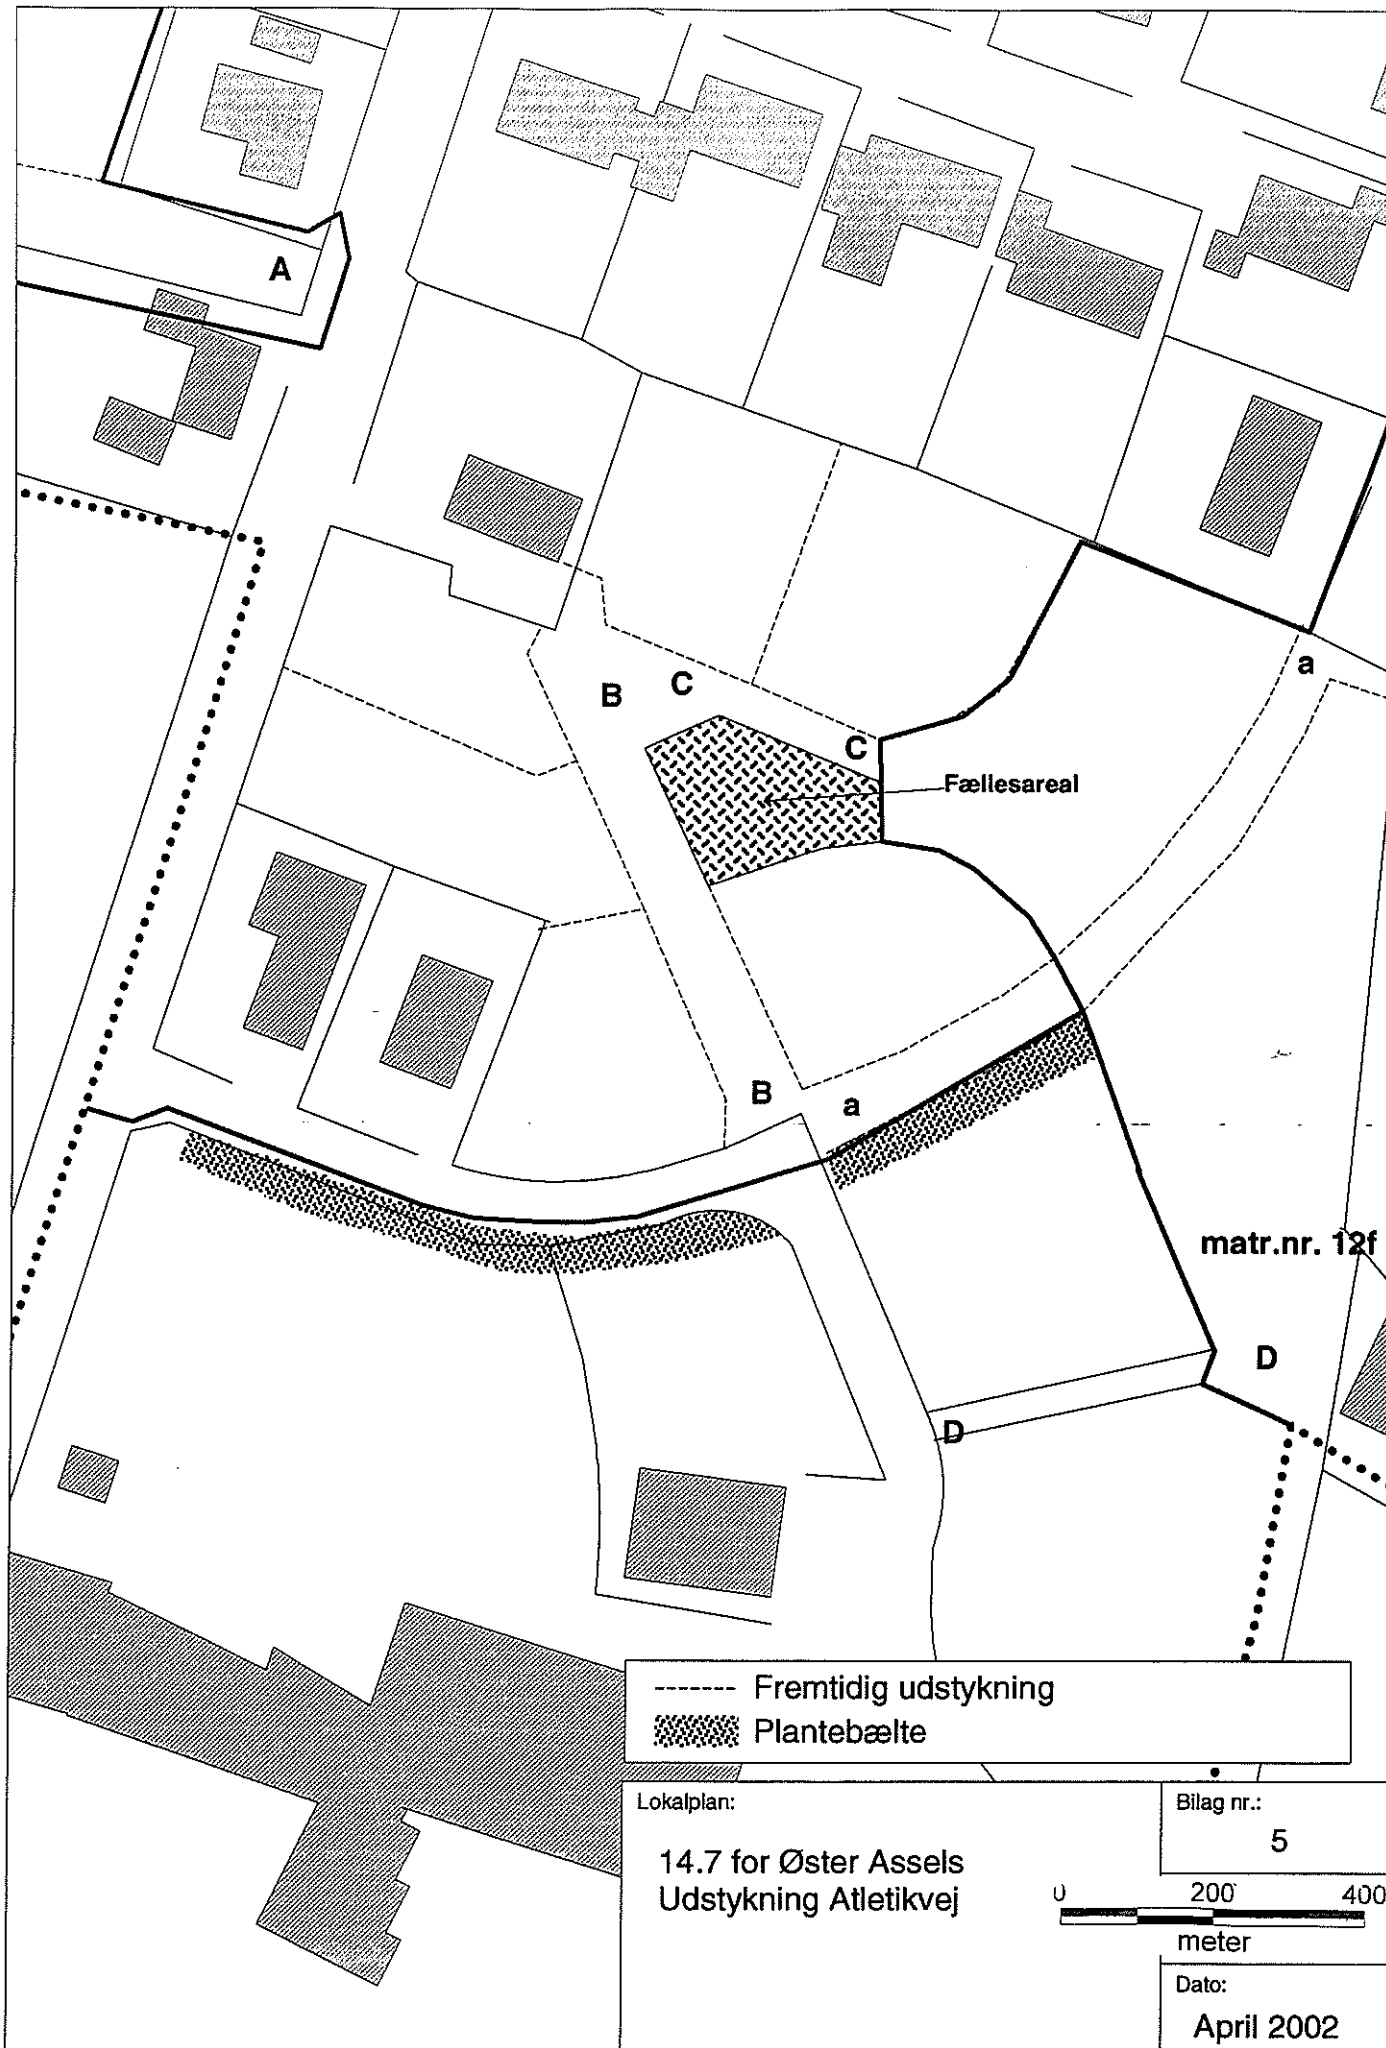 A
a
B
C
C
Fællesareal
B
a
matr.nr. 12f
D
D
Fremtidig udstykning
Plantebælte
Lokalplan:
14.7 for Øster Assels
Udstykning Atletikvej
Bilag nr.:
5
0 200 400
meter
Dato:
April 2002